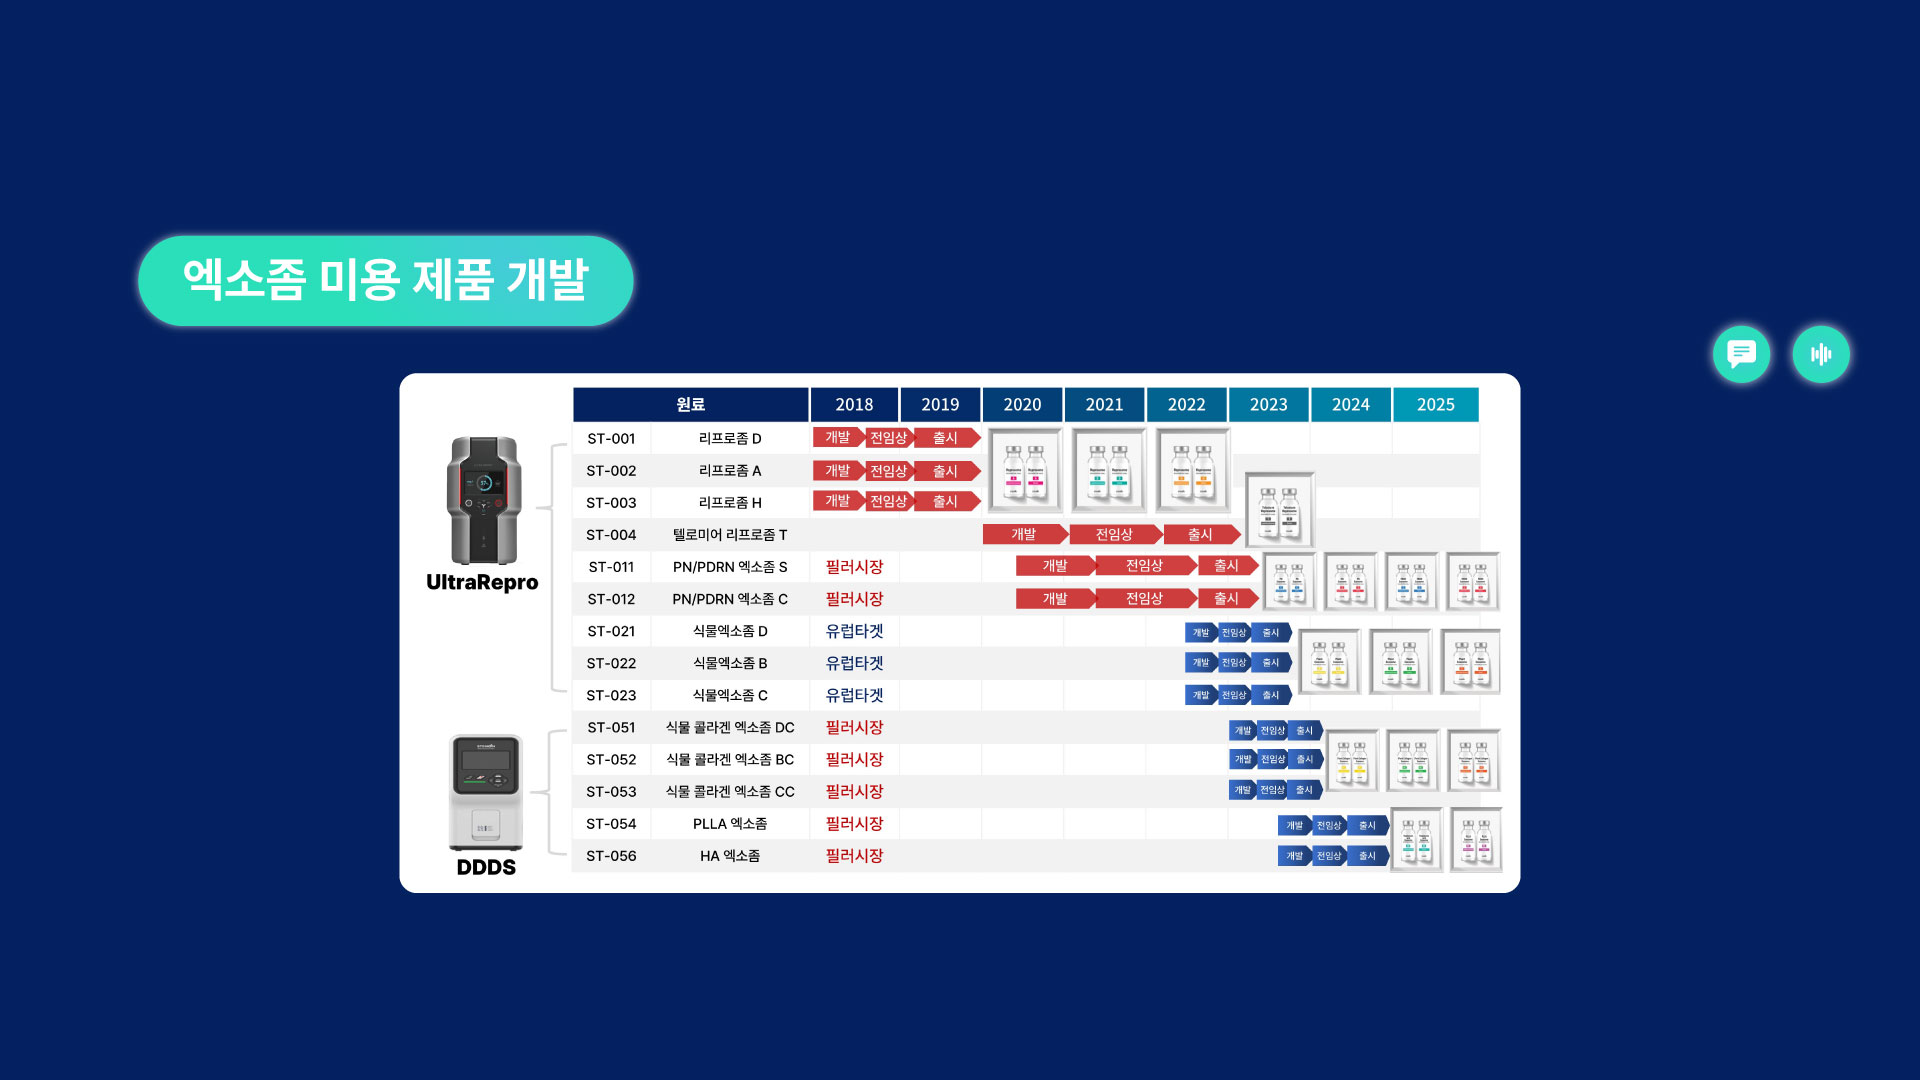 엑소좀 미용 제품 개발
원료 2018 2019 2020 2021 2022 2023 2024 2025
ST-001 리프로좀 D 개발 전임상 출시
ST-002 리프로좀 A 개발 전임상 출시
ST-003 리프로좀 H 개발 전임상 출시
ST-004 텔로미어 리프로좀 T 개발 전임상 출시
ST-011 PN/PDRN 엑소좀 S 필러시장 개발 전임상 출시
UltraRepro
ST-012 PN/PDRN 엑소좀 C 필러시장 개발 전임상 출시
ST-021 식물엑소좀 D 유럽타겟 개발 전임상 출시
ST-022 식물엑소좀 B 유럽타겟 개발 전임상 출시
ST-023 식물엑소좀 C 유럽타겟 개발 전임상 출시
ST-051 식물 콜라겐 엑소좀 DC 필러시장 개발 전임상 출시
ST-052 식물 콜라겐 엑소좀 BC 필러시장 개발 전임상 출시
ST-053 식물 콜라겐 엑소좀 CC 필러시장 개발 전임상 출시
ST-054 PLLA 엑소좀 필러시장 개발 전임상 출시
ST-056 HA 엑소좀 필러시장 개발 전임상 출시
DDDS